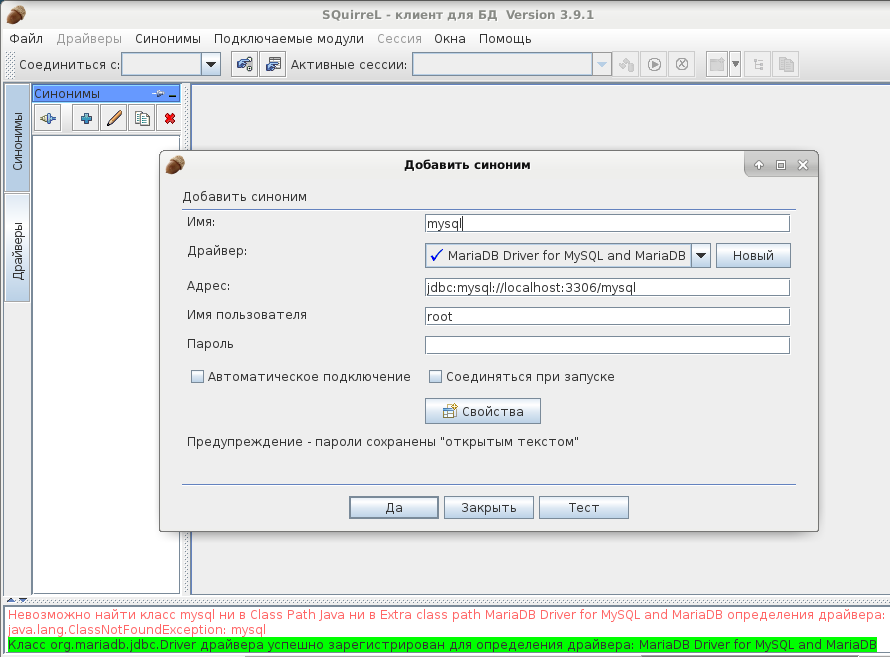 SQuirreL - клиент для БД Version 3.9.1
Файл Драйверы Синонимы Подключаемые модули Сессия Окна Помощь
Соединиться с: Активные сессии:
Синонимы
Синонимы
Драйверы
Добавить синоним
Добавить синоним
Имя: mysql
Драйвер: MariaDB Driver for MySQL and MariaDB Новый
Адрес: jdbc:mysql://localhost:3306/mysql
Имя пользователя root
Пароль
Автоматическое подключение Соединяться при запуске
Свойства
Предупреждение - пароли сохранены "открытым текстом"
Да Закрыть Тест
Невозможно найти класс mysql ни в Class Path Java ни в Extra class path MariaDB Driver for MySQL and MariaDB определения драйвера:
java.lang.ClassNotFoundException: mysql
Класс org.mariadb.jdbc.Driver драйвера успешно зарегистрирован для определения драйвера: MariaDB Driver for MySQL and MariaDB